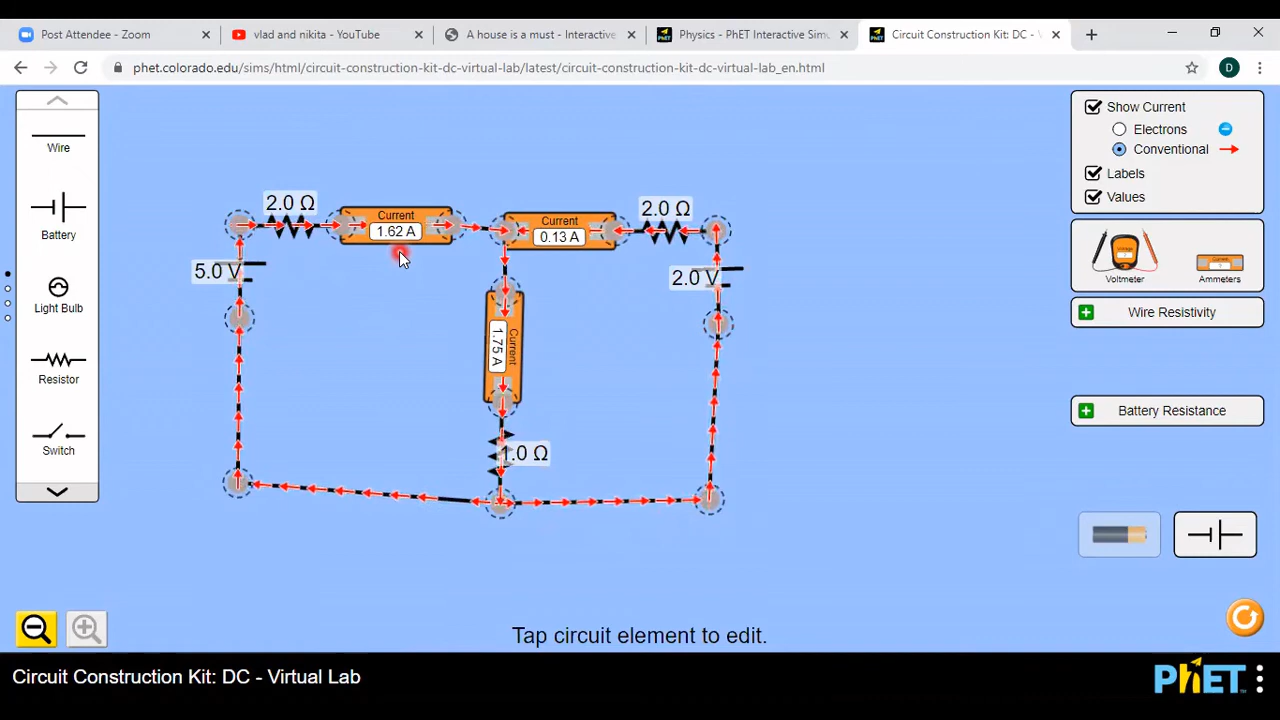 Post Attendee - Zoom
vlad and nikita - YouTube
A house is a must - Interactive
Physics - PhET Interactive Simu
Circuit Construction Kit: DC - V
phet.colorado.edu/sims/html/circuit-construction-kit-dc-virtual-lab/latest/circuit-construction-kit-dc-virtual-lab_en.html
D
Wire
Battery
Light Bulb
Resistor
Switch
2.0 Ω
Current
1.62 A
Current
0.13 A
2.0 Ω
5.0 V
2.0 V
Current
1.75 A
1.0 Ω
Show Current
Electrons
Conventional
Labels
Values
Voltmeter
Ammeters
Wire Resistivity
Battery Resistance
Tap circuit element to edit.
Circuit Construction Kit: DC - Virtual Lab
PhET